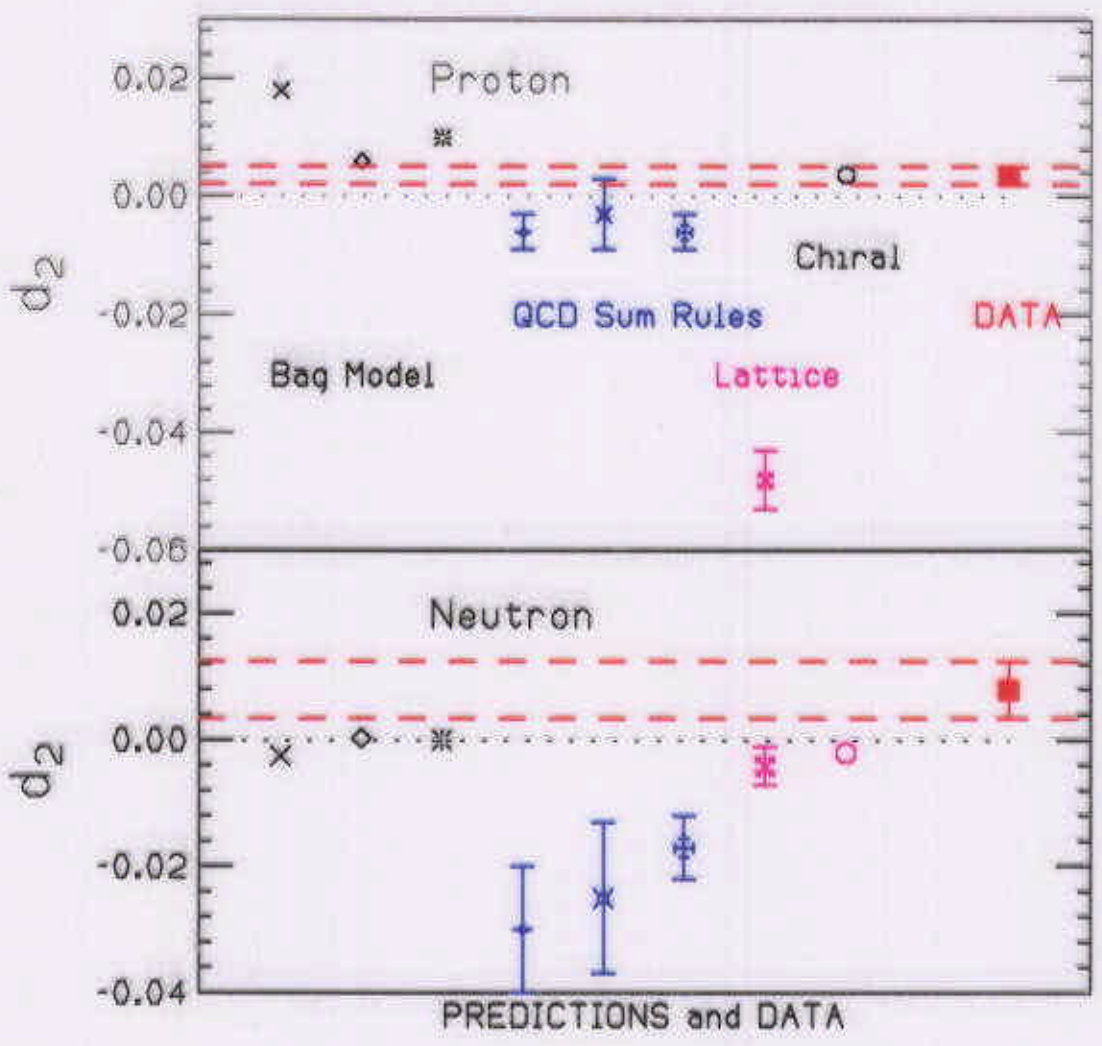 0.02
Proton
0.00
Chiral
d2
-0.02
QCD Sum Rules
DATA
Bag Model
Lattice
-0.04
-0.06
0.02
Neutron
0.00
d2
-0.02
-0.04
PREDICTIONS and DATA